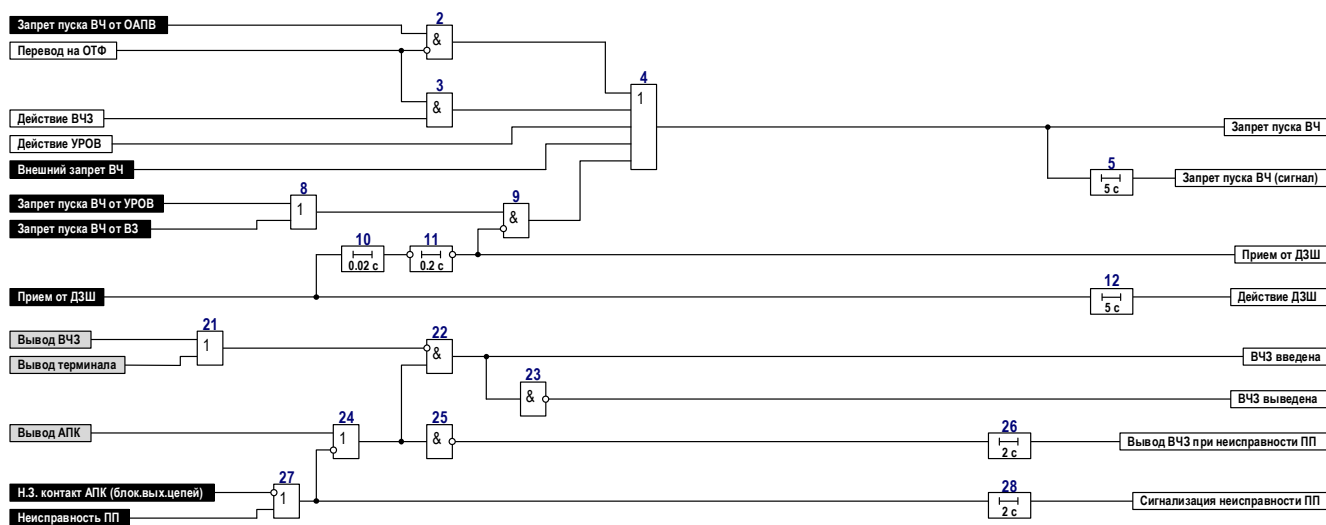 2
Запрет пуска ВЧ от ОАПВ
&
Перевод на ОТФ
3
4
&
1
Действие ВЧЗ
Запрет пуска ВЧ
Действие УРОВ
5
Внешний запрет ВЧ
Запрет пуска ВЧ (сигнал)
5 с
8
9
Запрет пуска ВЧ от УРОВ
1
&
Запрет пуска ВЧ от ВЗ
10
11
Прием от ДЗШ
0.02 с
0.2 с
12
Прием от ДЗШ
Действие ДЗШ
5 с
21
22
Вывод ВЧЗ
1
&
ВЧЗ введена
Вывод терминала
23
&
ВЧЗ выведена
24
25
26
Вывод АПК
1
&
Вывод ВЧЗ при неисправности ПП
2 с
27
28
Н.З. контакт АПК (блок.вых.цепей)
1
Сигнализация неисправности ПП
2 с
Неисправность ПП